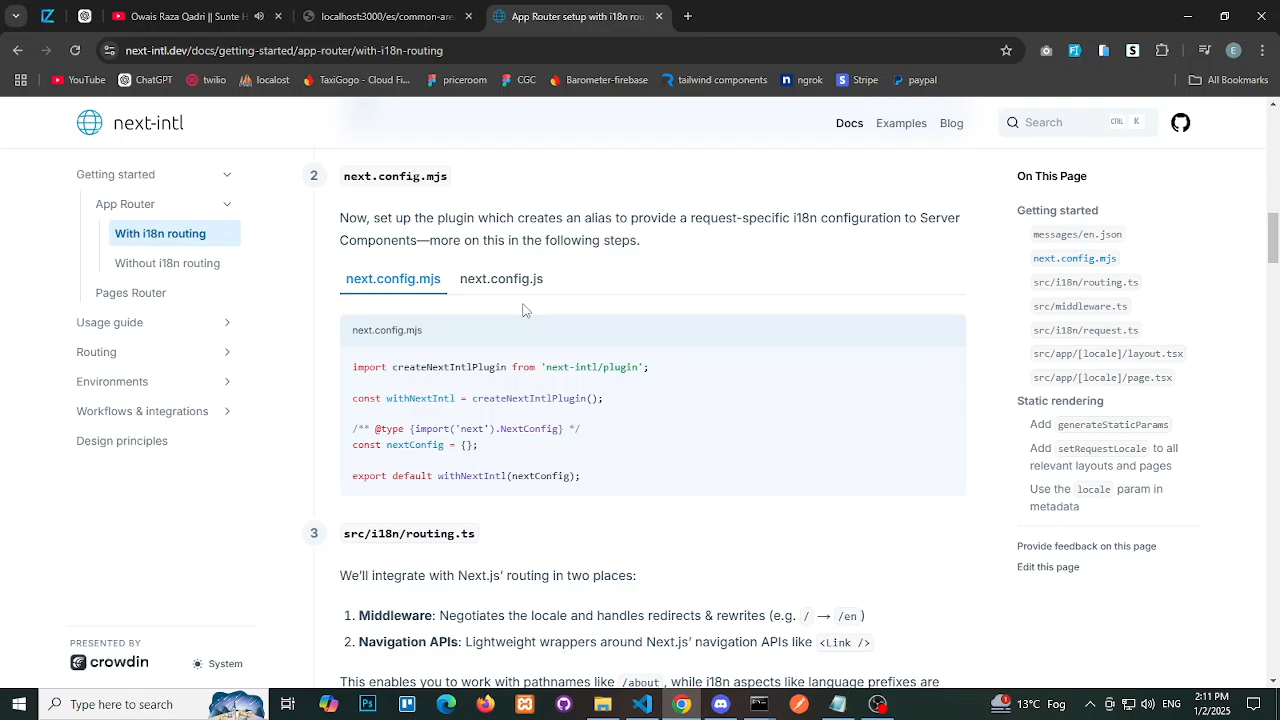 Owais Raza Qadri || Sunte H
localhost:3000/es/common-are
App Router setup with i18n rou
next-intl.dev/docs/getting-started/app-router/with-i18n-routing
E
YouTube
ChatGPT
twilio
localost
TaxiGogo - Cloud Fi...
priceroom
CGC
Barometer-firebase
tailwind components
ngrok
Stripe
paypal
All Bookmarks
next-intl
Docs
Examples
Blog
Search
CTRL K
Getting started
App Router
With i18n routing
Without i18n routing
Pages Router
Usage guide
Routing
Environments
Workflows & integrations
Design principles
PRESENTED BY
crowdin
System
2
next.config.mjs
Now, set up the plugin which creates an alias to provide a request-specific i18n configuration to Server
Components—more on this in the following steps.
next.config.mjs
next.config.js
next.config.mjs
import createNextIntlPlugin from 'next-intl/plugin';
const withNextIntl = createNextIntlPlugin();
/** @type {import('next').NextConfig} */
const nextConfig = {};
export default withNextIntl(nextConfig);
3
src/i18n/routing.ts
We'll integrate with Next.js' routing in two places:
1. Middleware: Negotiates the locale and handles redirects & rewrites (e.g. / → /en )
2. Navigation APIs: Lightweight wrappers around Next.js' navigation APIs like <Link />
This enables you to work with pathnames like /about, while i18n aspects like language prefixes are
On This Page
Getting started
messages/en.json
next.config.mjs
src/i18n/routing.ts
src/middleware.ts
src/i18n/request.ts
src/app/[locale]/layout.tsx
src/app/[locale]/page.tsx
Static rendering
Add generateStaticParams
Add setRequestLocale to all
relevant layouts and pages
Use the locale param in
metadata
Provide feedback on this page
Edit this page
Type here to search
1
13°C Fog
ENG
2:11 PM
1/2/2025